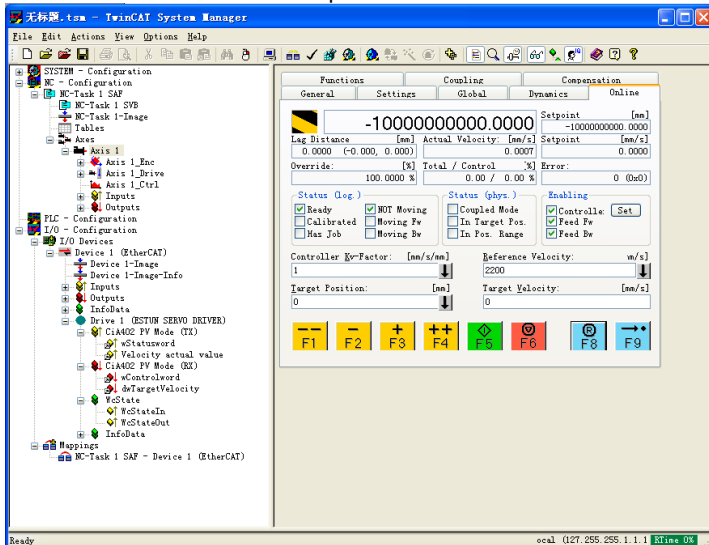 无标题.tsm - TwinCAT System Manager
File Edit Actions View Options Help
SYSTEM - Configuration
NC - Configuration
NC-Task 1 SAF
NC-Task 1 SVB
NC-Task 1-Image
Tables
Axes
Axis 1
Axis 1_Enc
Axis 1_Drive
Axis 1_Ctrl
Inputs
Outputs
PLC - Configuration
I/O - Configuration
I/O Devices
Device 1 (EtherCAT)
Device 1-Image
Device 1-Image-Info
Inputs
Outputs
InfoData
Drive 1 (ESTUN SERVO DRIVER)
CiA402 PV Mode (TX)
wStatusword
Velocity actual value
CiA402 PV Mode (RX)
wControlword
dwTargetVelocity
WcState
WcStateIn
WcStateOut
InfoData
Mappings
NC-Task 1 SAF - Device 1 (EtherCAT)
Functions Coupling Compensation
General Settings Global Dynamics Online
-10000000000.0000
Setpoint [mm]
-10000000000.0000
Lag Distance [mm] Actual Velocity: [mm/s] Setpoint [mm/s]
0.0000 (-0.000, 0.000) 0.0007 0.0000
Override: [%] Total / Control [%] Error:
100.0000 % 0.00 / 0.00 % 0 (0x0)
Status (log.) Status (phys.) Enabling
Ready NOT Moving Coupled Mode Controlle: Set
Calibrated Moving Fw In Target Pos. Feed Fw
Has Job Moving Bw In Pos. Range Feed Bw
Controller Kv-Factor: [mm/s/mm] Reference Velocity: m/s]
1 2200
Target Position: [mm] Target Velocity: [mm/s]
0 0
-- - + ++ R
F1 F2 F3 F4 F5 F6 F8 F9
Ready ocal (127.255.255.1.1.1 RTime 0%